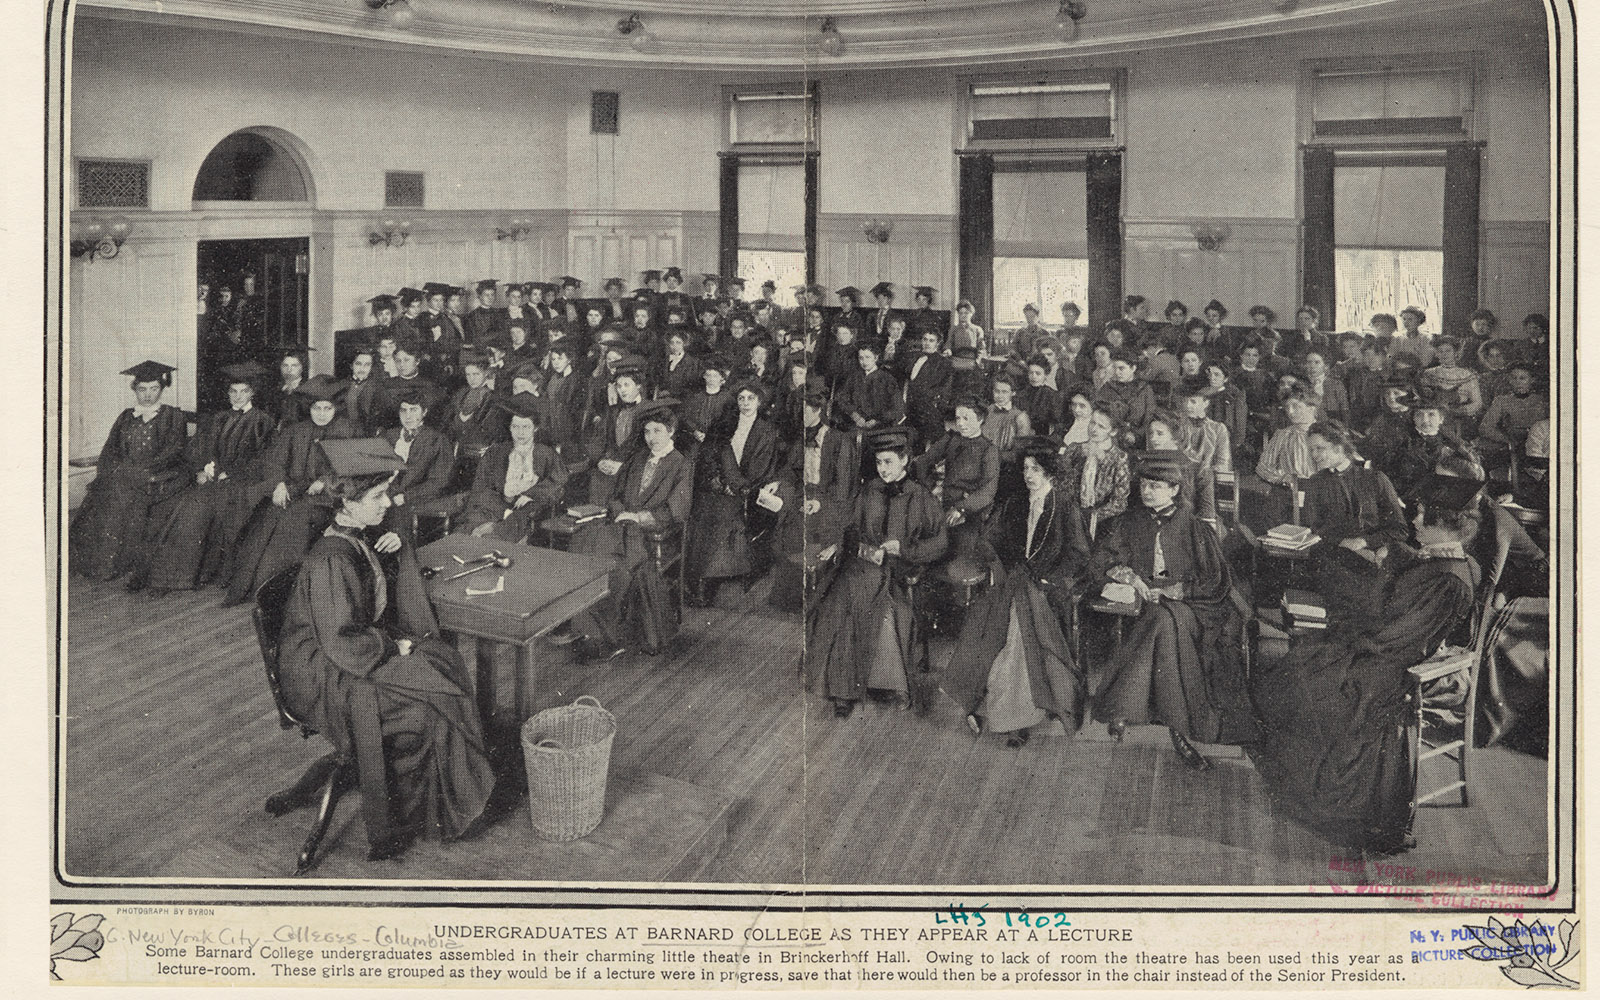 NEW YORK PUBLIC LIBRARY
PICTURE COLLECTION
PHOTOGRAPH BY BYRON
LHJ 1902
C. New York City - Colleges - Columbia
UNDERGRADUATES AT BARNARD COLLEGE AS THEY APPEAR AT A LECTURE
N. Y. PUBLIC LIBRARY
PICTURE COLLECTION
Some Barnard College undergraduates assembled in their charming little theatre in Brinckerhoff Hall. Owing to lack of room the theatre has been used this year as a
lecture-room. These girls are grouped as they would be if a lecture were in progress, save that there would then be a professor in the chair instead of the Senior President.